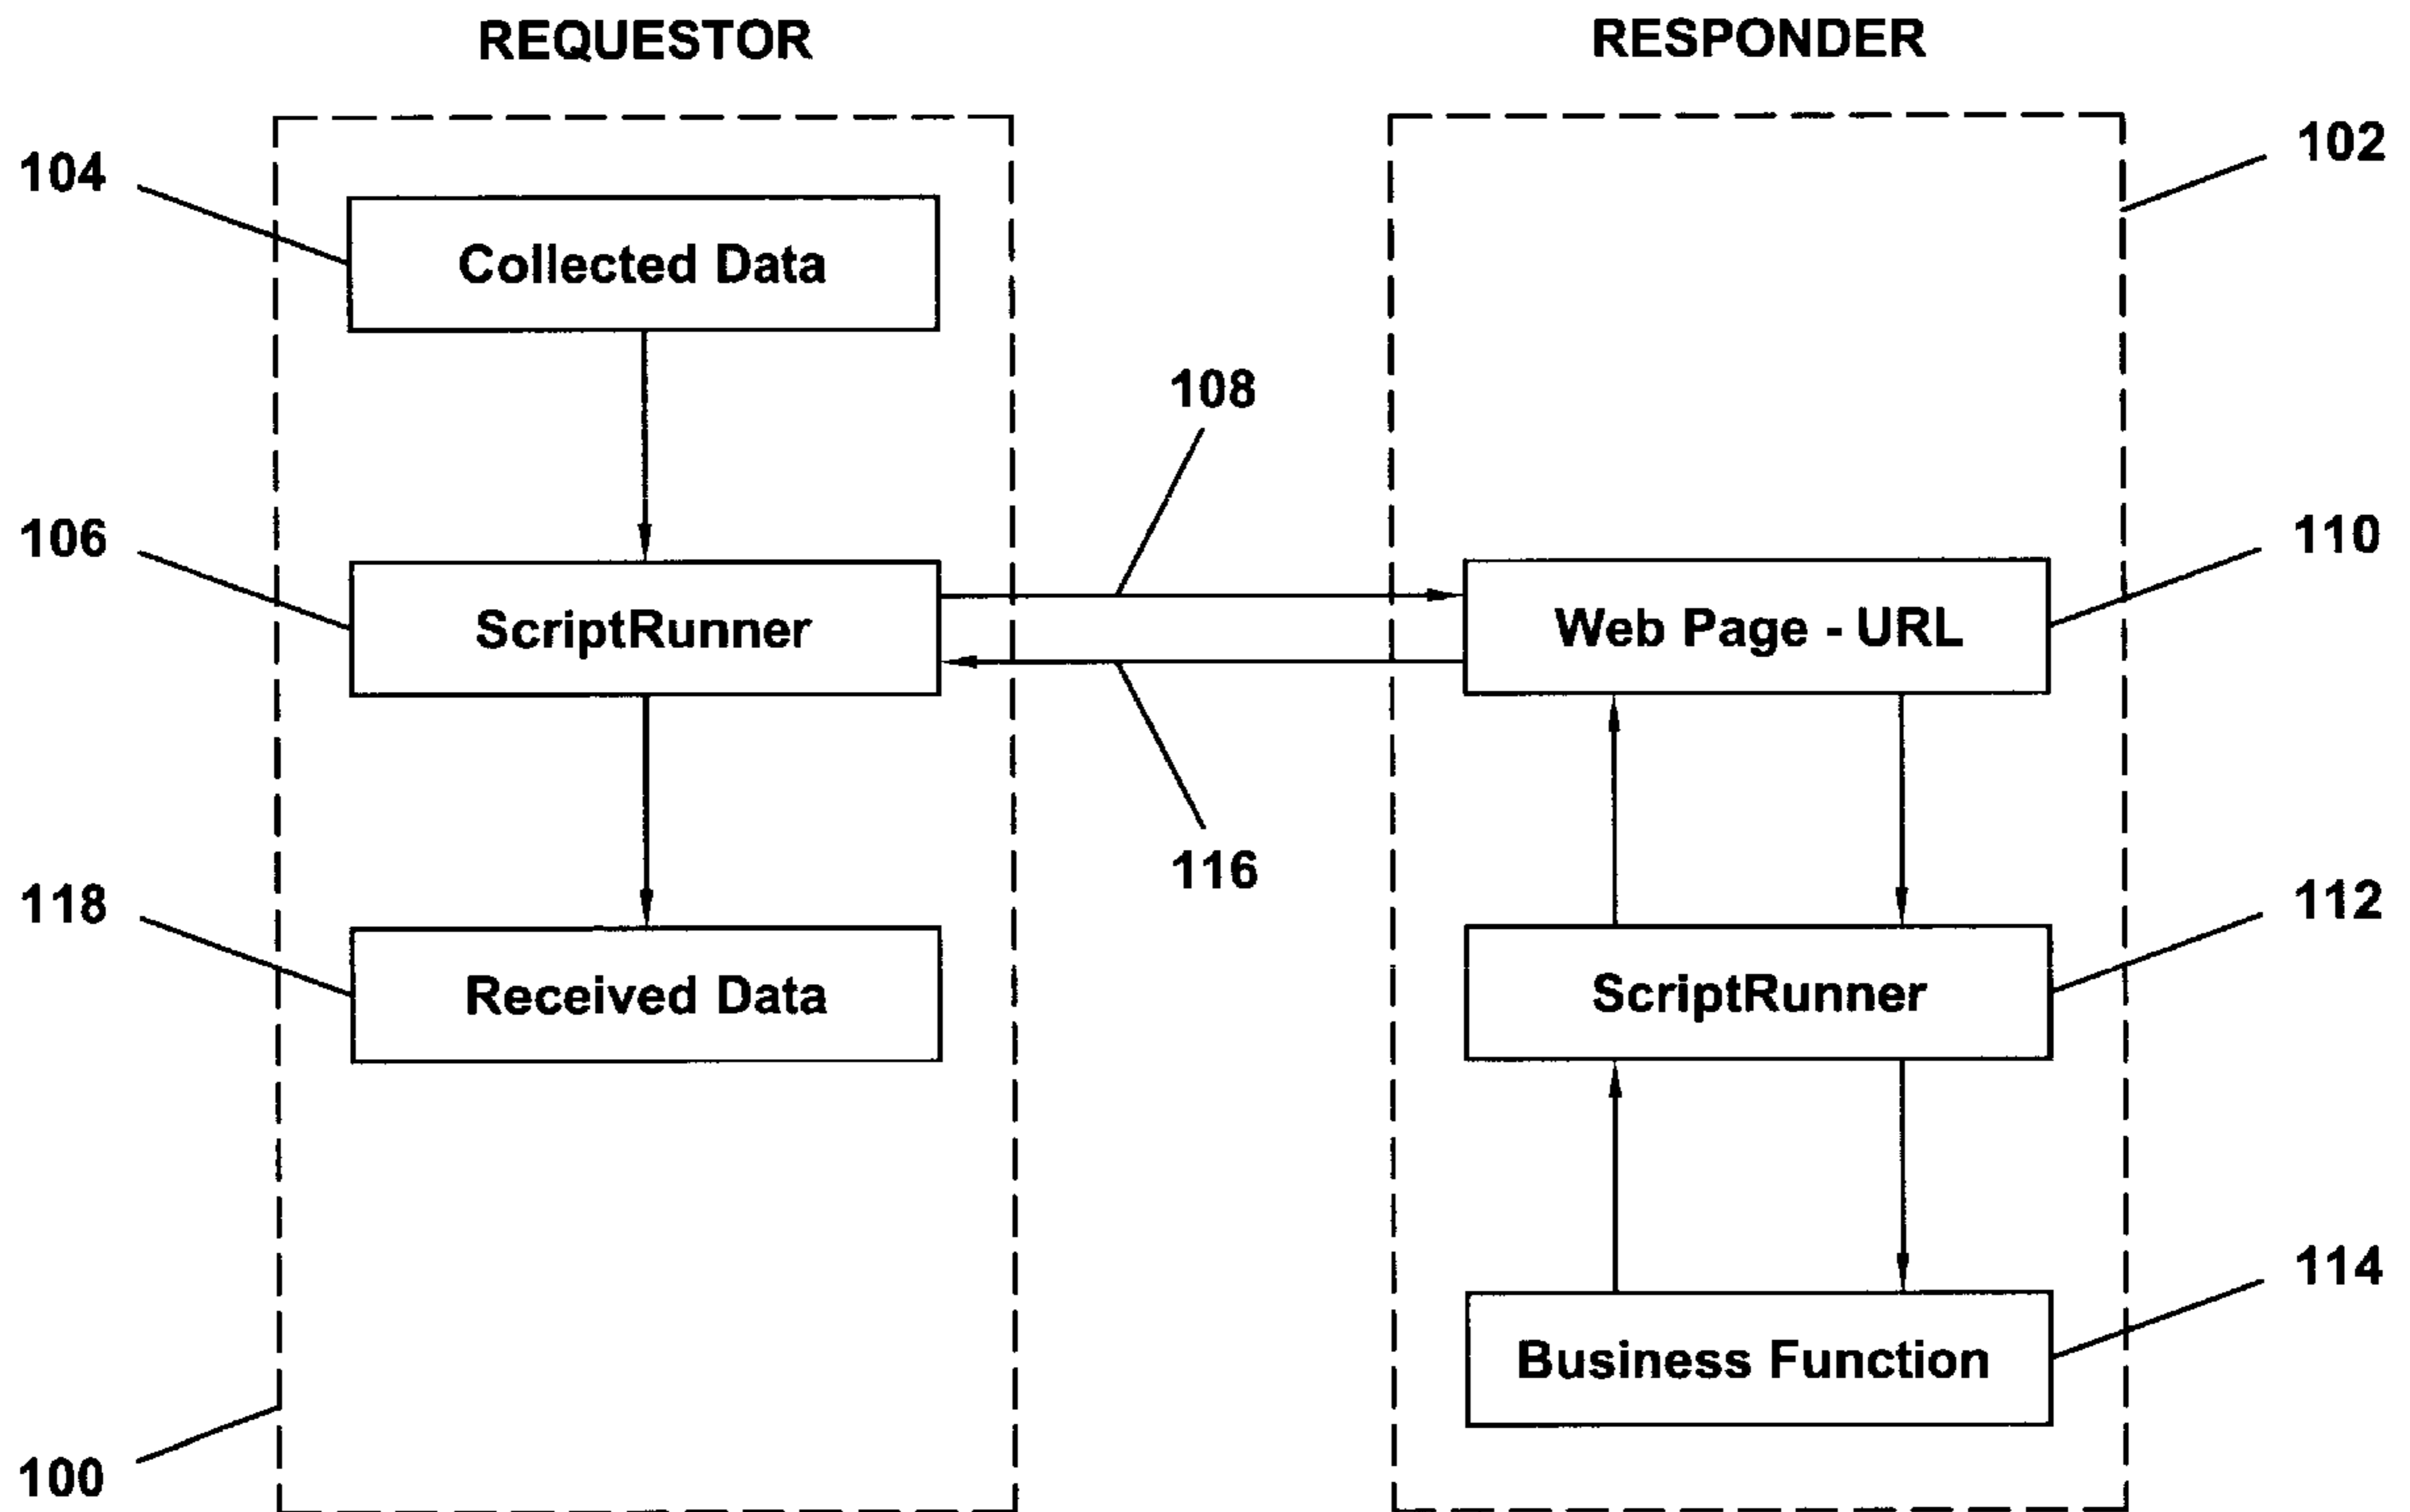 REQUESTOR
RESPONDER
102
104
Collected Data
108
106
ScriptRunner
Web Page - URL
110
116
118
Received Data
ScriptRunner
112
Business Function
114
100